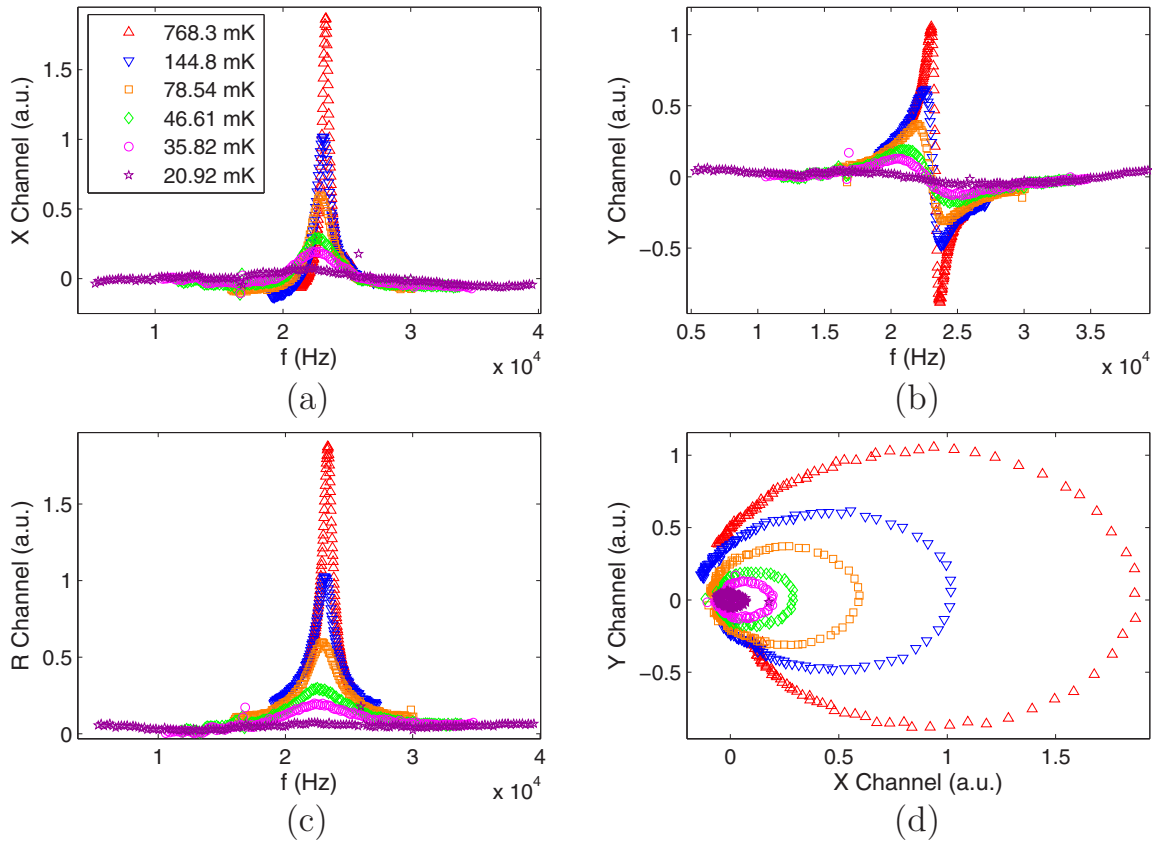 768.3 mK
144.8 mK
78.54 mK
46.61 mK
35.82 mK
20.92 mK
X Channel (a.u.)
1.5
1
0.5
0
1
2
3
4
f (Hz)
x 10^4
(a)
Y Channel (a.u.)
1
0.5
0
−0.5
−1
0.5
1
1.5
2
2.5
3
3.5
f (Hz)
x 10^4
(b)
R Channel (a.u.)
1.5
1
0.5
0
1
2
3
4
f (Hz)
x 10^4
(c)
Y Channel (a.u.)
1
0.5
0
−0.5
0
0.5
1
1.5
X Channel (a.u.)
(d)